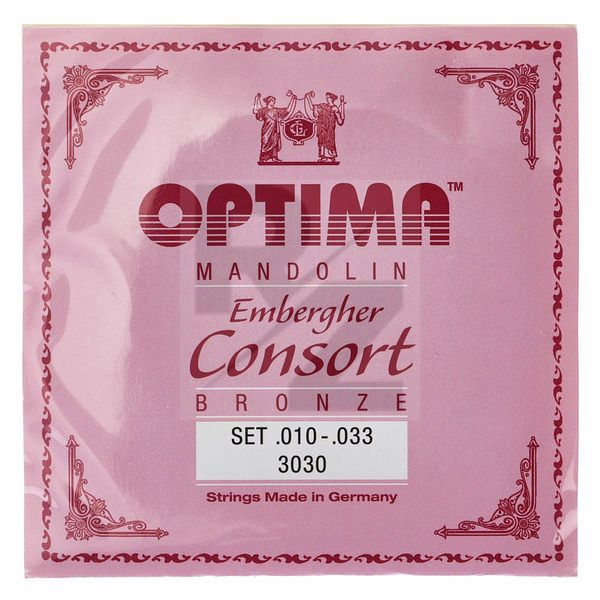 OPTIMA™
MANDOLIN
Embergher
Consort
BRONZE
SET .010-.033
3030
Strings Made in Germany